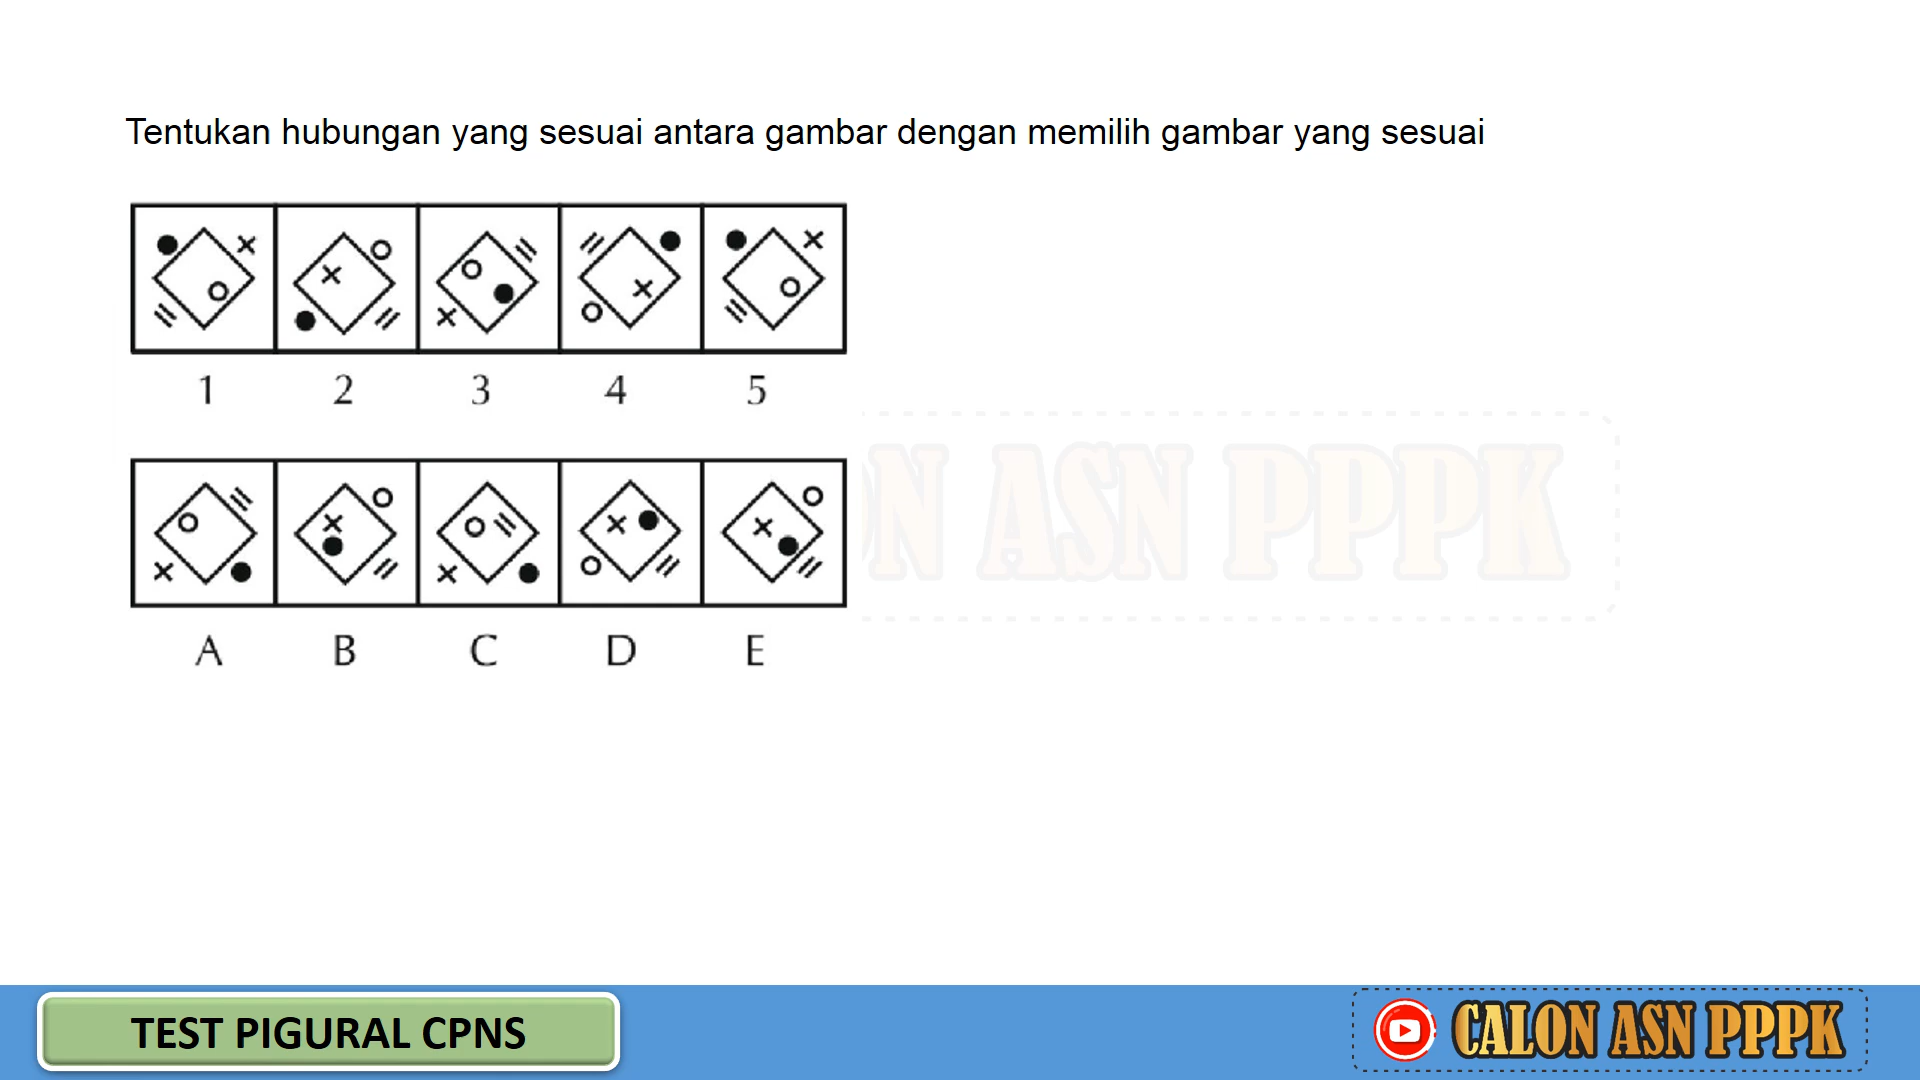 Tentukan hubungan yang sesuai antara gambar dengan memilih gambar yang sesuai
1 2 3 4 5
ON ASN PPPK
A B C D E
TEST PIGURAL CPNS
CALON ASN PPPK